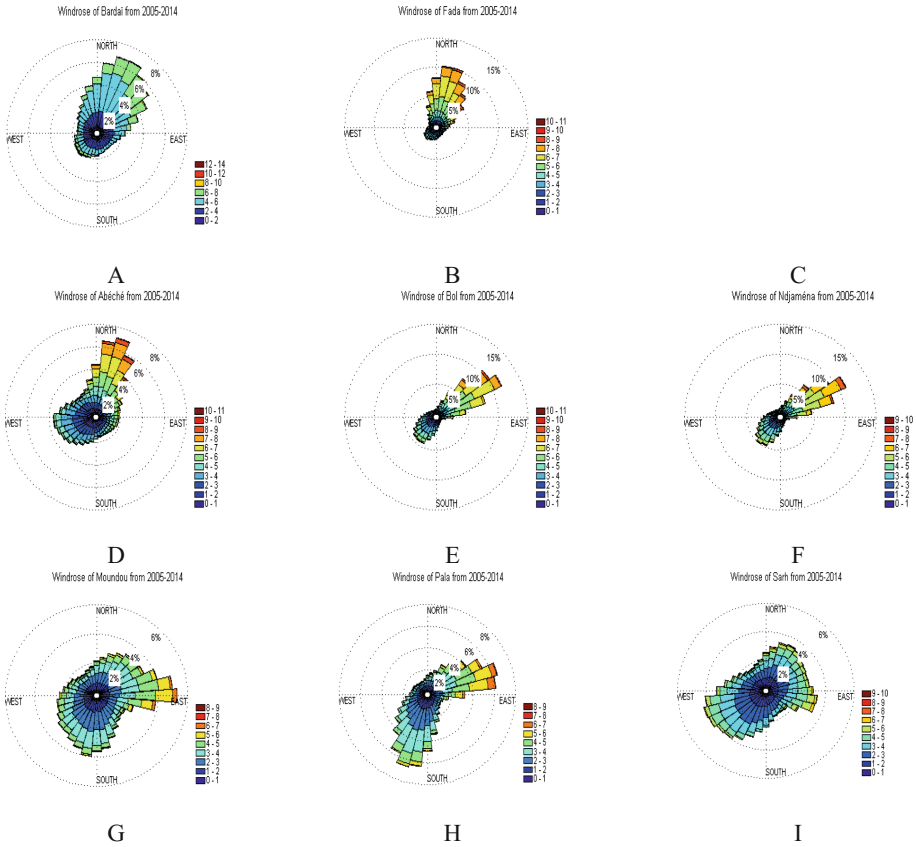 Windrose of Bardaï from 2005-2014
NORTH
8%
6%
4%
2%
WEST
EAST
SOUTH
12 - 14
10 - 12
8 - 10
6 - 8
4 - 6
2 - 4
0 - 2
A
Windrose of Fada from 2005-2014
NORTH
15%
10%
5%
WEST
EAST
SOUTH
10 - 11
9 - 10
8 - 9
7 - 8
6 - 7
5 - 6
4 - 5
3 - 4
2 - 3
1 - 2
0 - 1
B
C
Windrose of Abéché from 2005-2014
NORTH
8%
6%
4%
2%
WEST
EAST
SOUTH
10 - 11
9 - 10
8 - 9
7 - 8
6 - 7
5 - 6
4 - 5
3 - 4
2 - 3
1 - 2
0 - 1
D
Windrose of Bol from 2005-2014
NORTH
15%
10%
5%
WEST
EAST
SOUTH
10 - 11
9 - 10
8 - 9
7 - 8
6 - 7
5 - 6
4 - 5
3 - 4
2 - 3
1 - 2
0 - 1
E
Windrose of Ndjaména from 2005-2014
NORTH
15%
10%
5%
WEST
EAST
SOUTH
9 - 10
8 - 9
7 - 8
6 - 7
5 - 6
4 - 5
3 - 4
2 - 3
1 - 2
0 - 1
F
Windrose of Moundou from 2005-2014
NORTH
6%
4%
2%
WEST
EAST
SOUTH
8 - 9
7 - 8
6 - 7
5 - 6
4 - 5
3 - 4
2 - 3
1 - 2
0 - 1
G
Windrose of Pala from 2005-2014
NORTH
8%
6%
4%
2%
WEST
EAST
SOUTH
8 - 9
7 - 8
6 - 7
5 - 6
4 - 5
3 - 4
2 - 3
1 - 2
0 - 1
H
Windrose of Sarh from 2005-2014
NORTH
6%
4%
2%
WEST
EAST
SOUTH
9 - 10
8 - 9
7 - 8
6 - 7
5 - 6
4 - 5
3 - 4
2 - 3
1 - 2
0 - 1
I